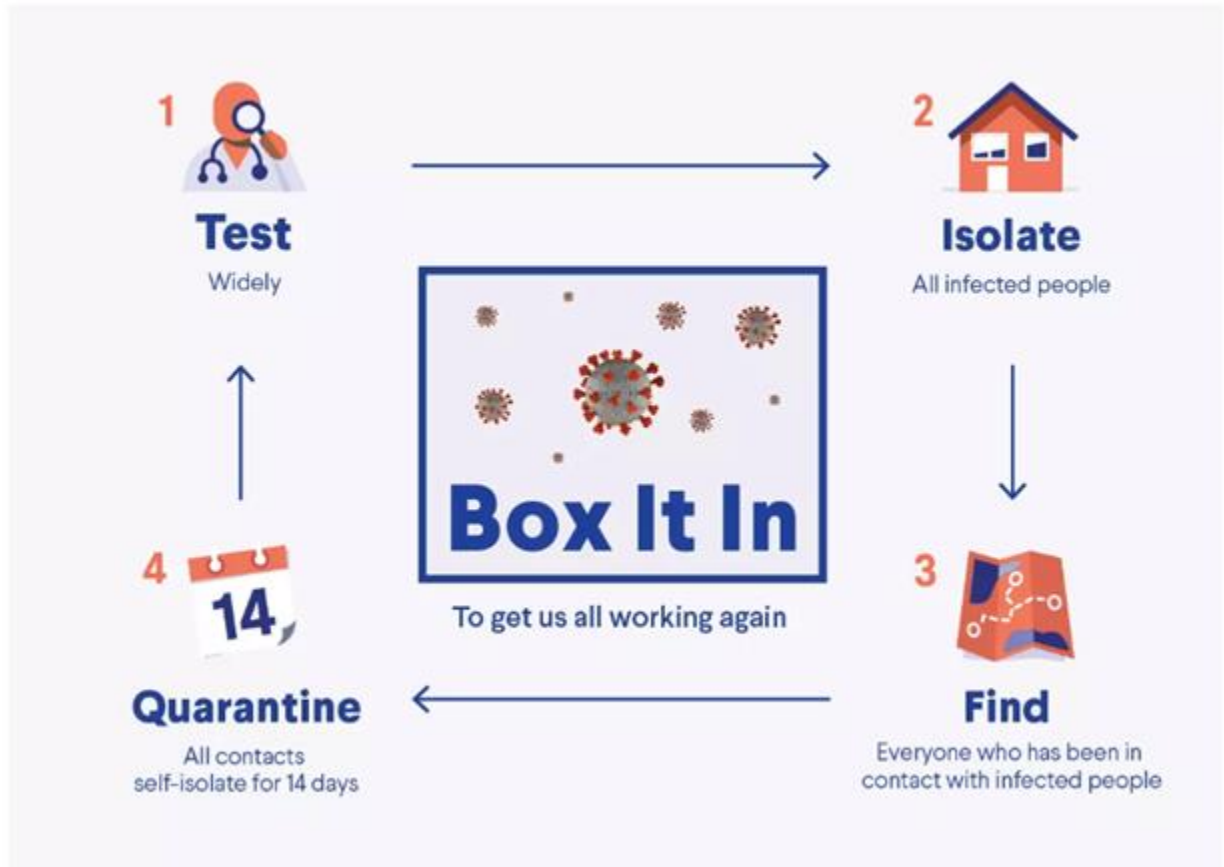 1
Test
Widely
2
Isolate
All infected people
Box It In
To get us all working again
3
Find
Everyone who has been in
contact with infected people
4
14
Quarantine
All contacts
self-isolate for 14 days